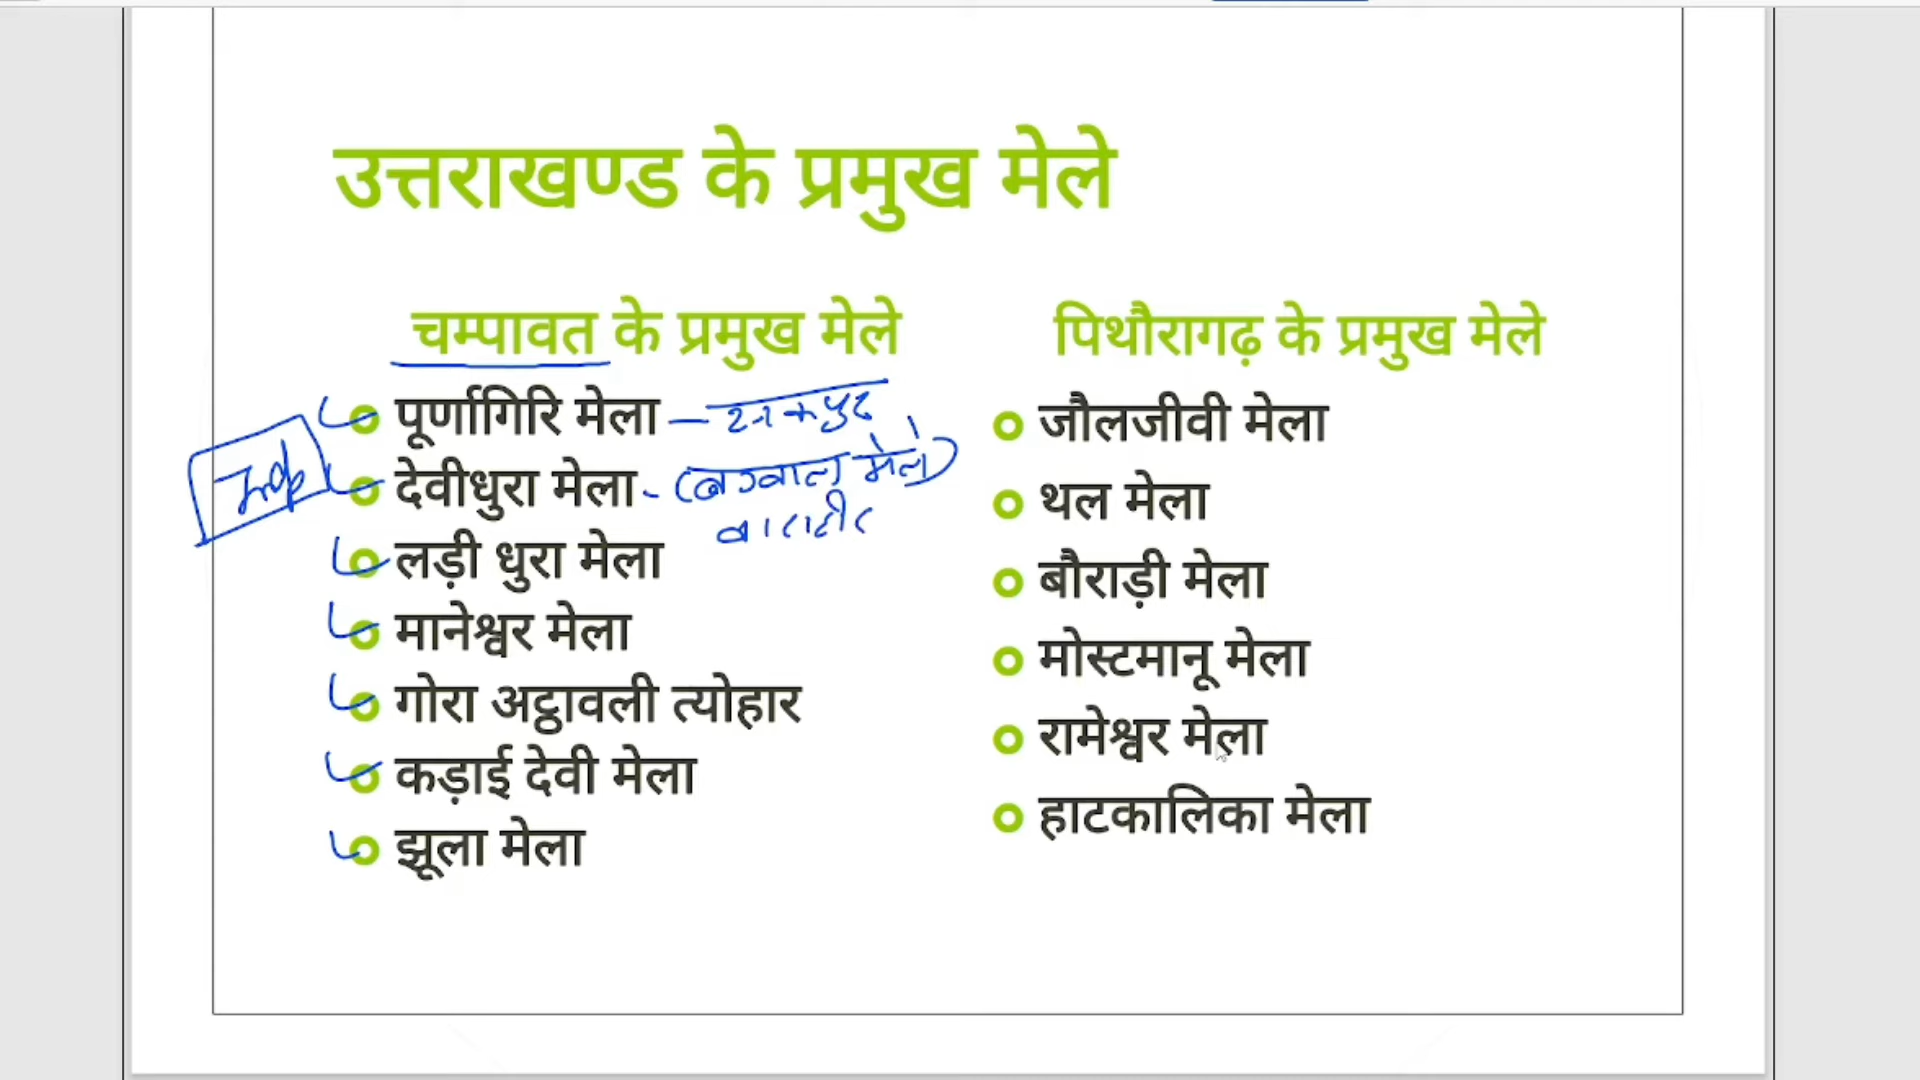 उत्तराखण्ड के प्रमुख मेले
चम्पावत के प्रमुख मेले
पूर्णागिरि मेला –
देवीधुरा मेला - (बग्वाल मेला)
लड़ी धुरा मेला
मानेश्वर मेला
गोरा अट्ठावली त्योहार
कड़ाई देवी मेला
झूला मेला
पिथौरागढ़ के प्रमुख मेले
जौलजीवी मेला
थल मेला
बौराड़ी मेला
मोस्टमानू मेला
रामेश्वर मेला
हाटकालिका मेला